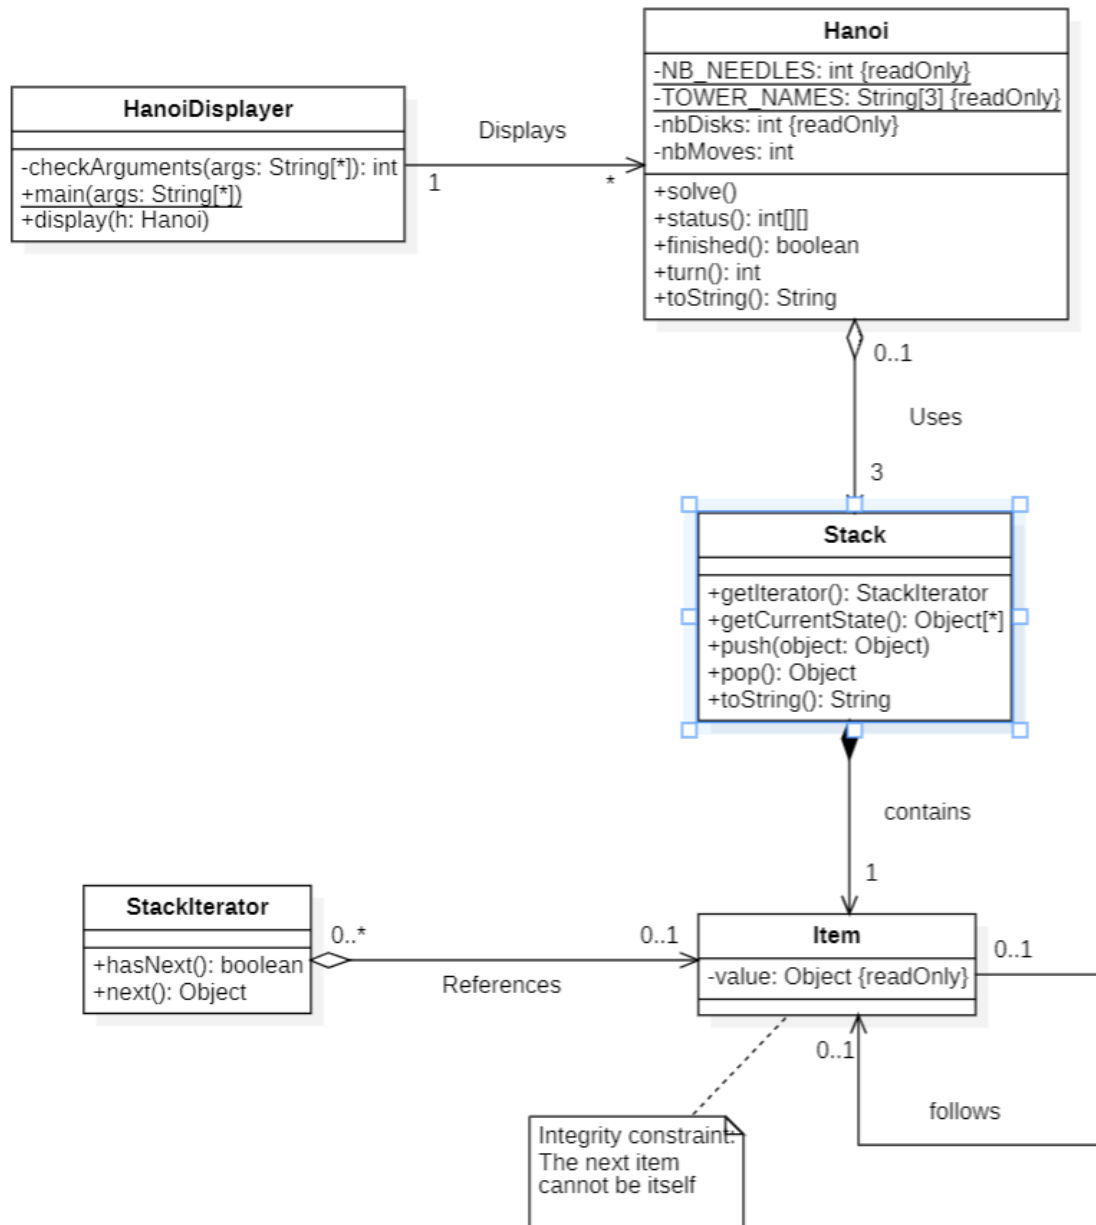 Hanoi
-NB_NEEDLES: int {readOnly}
-TOWER_NAMES: String[3] {readOnly}
-nbDisks: int {readOnly}
-nbMoves: int
+solve()
+status(): int[][]
+finished(): boolean
+turn(): int
+toString(): String
HanoiDisplayer
-checkArguments(args: String[*]): int
+main(args: String[*])
+display(h: Hanoi)
Displays
1
*
0..1
Uses
3
Stack
+getIterator(): StackIterator
+getCurrentState(): Object[*]
+push(object: Object)
+pop(): Object
+toString(): String
contains
1
StackIterator
+hasNext(): boolean
+next(): Object
0..*
0..1
References
Item
-value: Object {readOnly}
0..1
0..1
follows
Integrity constraint:
The next item
cannot be itself